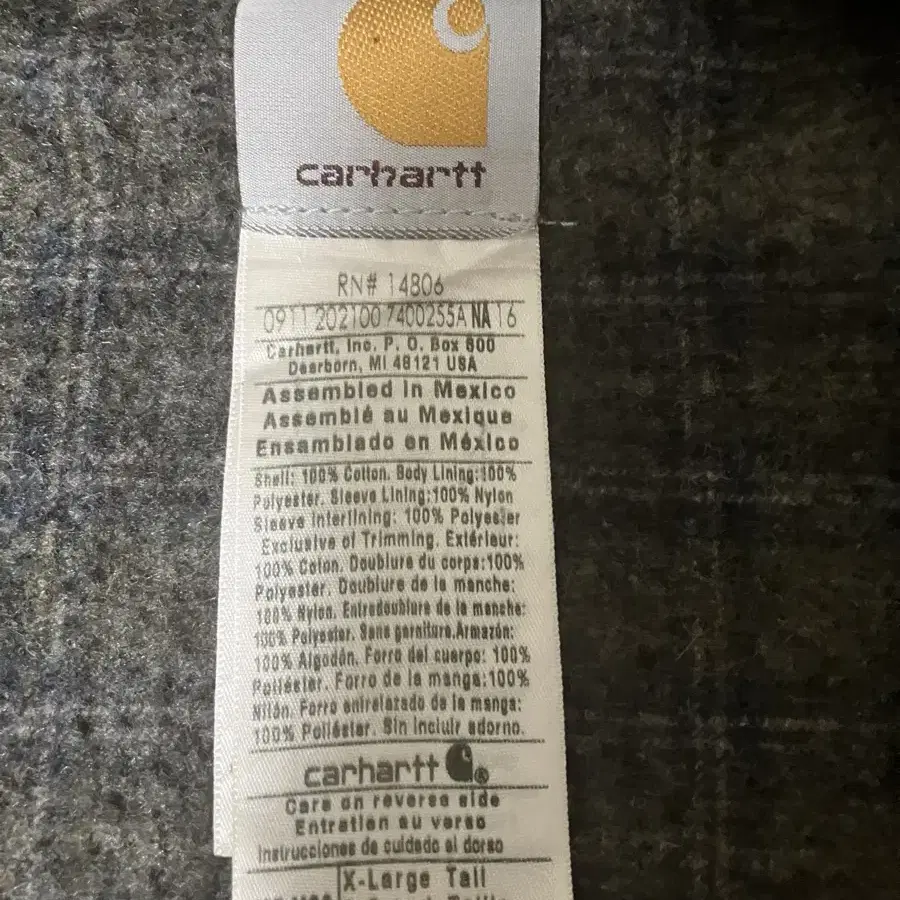 carhartt
RN# 14806
0911 202100 7400255A NA 16
Carhartt, Inc. P. O. Box 600
Dearborn, MI 48121 USA
Assembled in Mexico
Assemblé au Mexique
Ensamblado en México
Shell: 100% Cotton. Body Lining:100%
Polyester. Sleeve Lining:100% Nylon
Sleeve Interlining: 100% Polyester
Exclusive of Trimming. Extérieur:
100% Coton. Doublure du corps:100%
Polyester. Doublure de la manche:
100% Nylon. Entredoublure de la manche:
100% Polyester. Sans garniture.Armazón:
100% Algodón. Forro del cuerpo: 100%
Poliéster. Forro de la manga:100%
Nilón. Forro entrelazado de la manga:
100% Poliéster. Sin incluir adorno.
carhartt ®
Care on reverse side
Entretien au verso
Instrucciones de cuidado al dorso
X-Large Tall